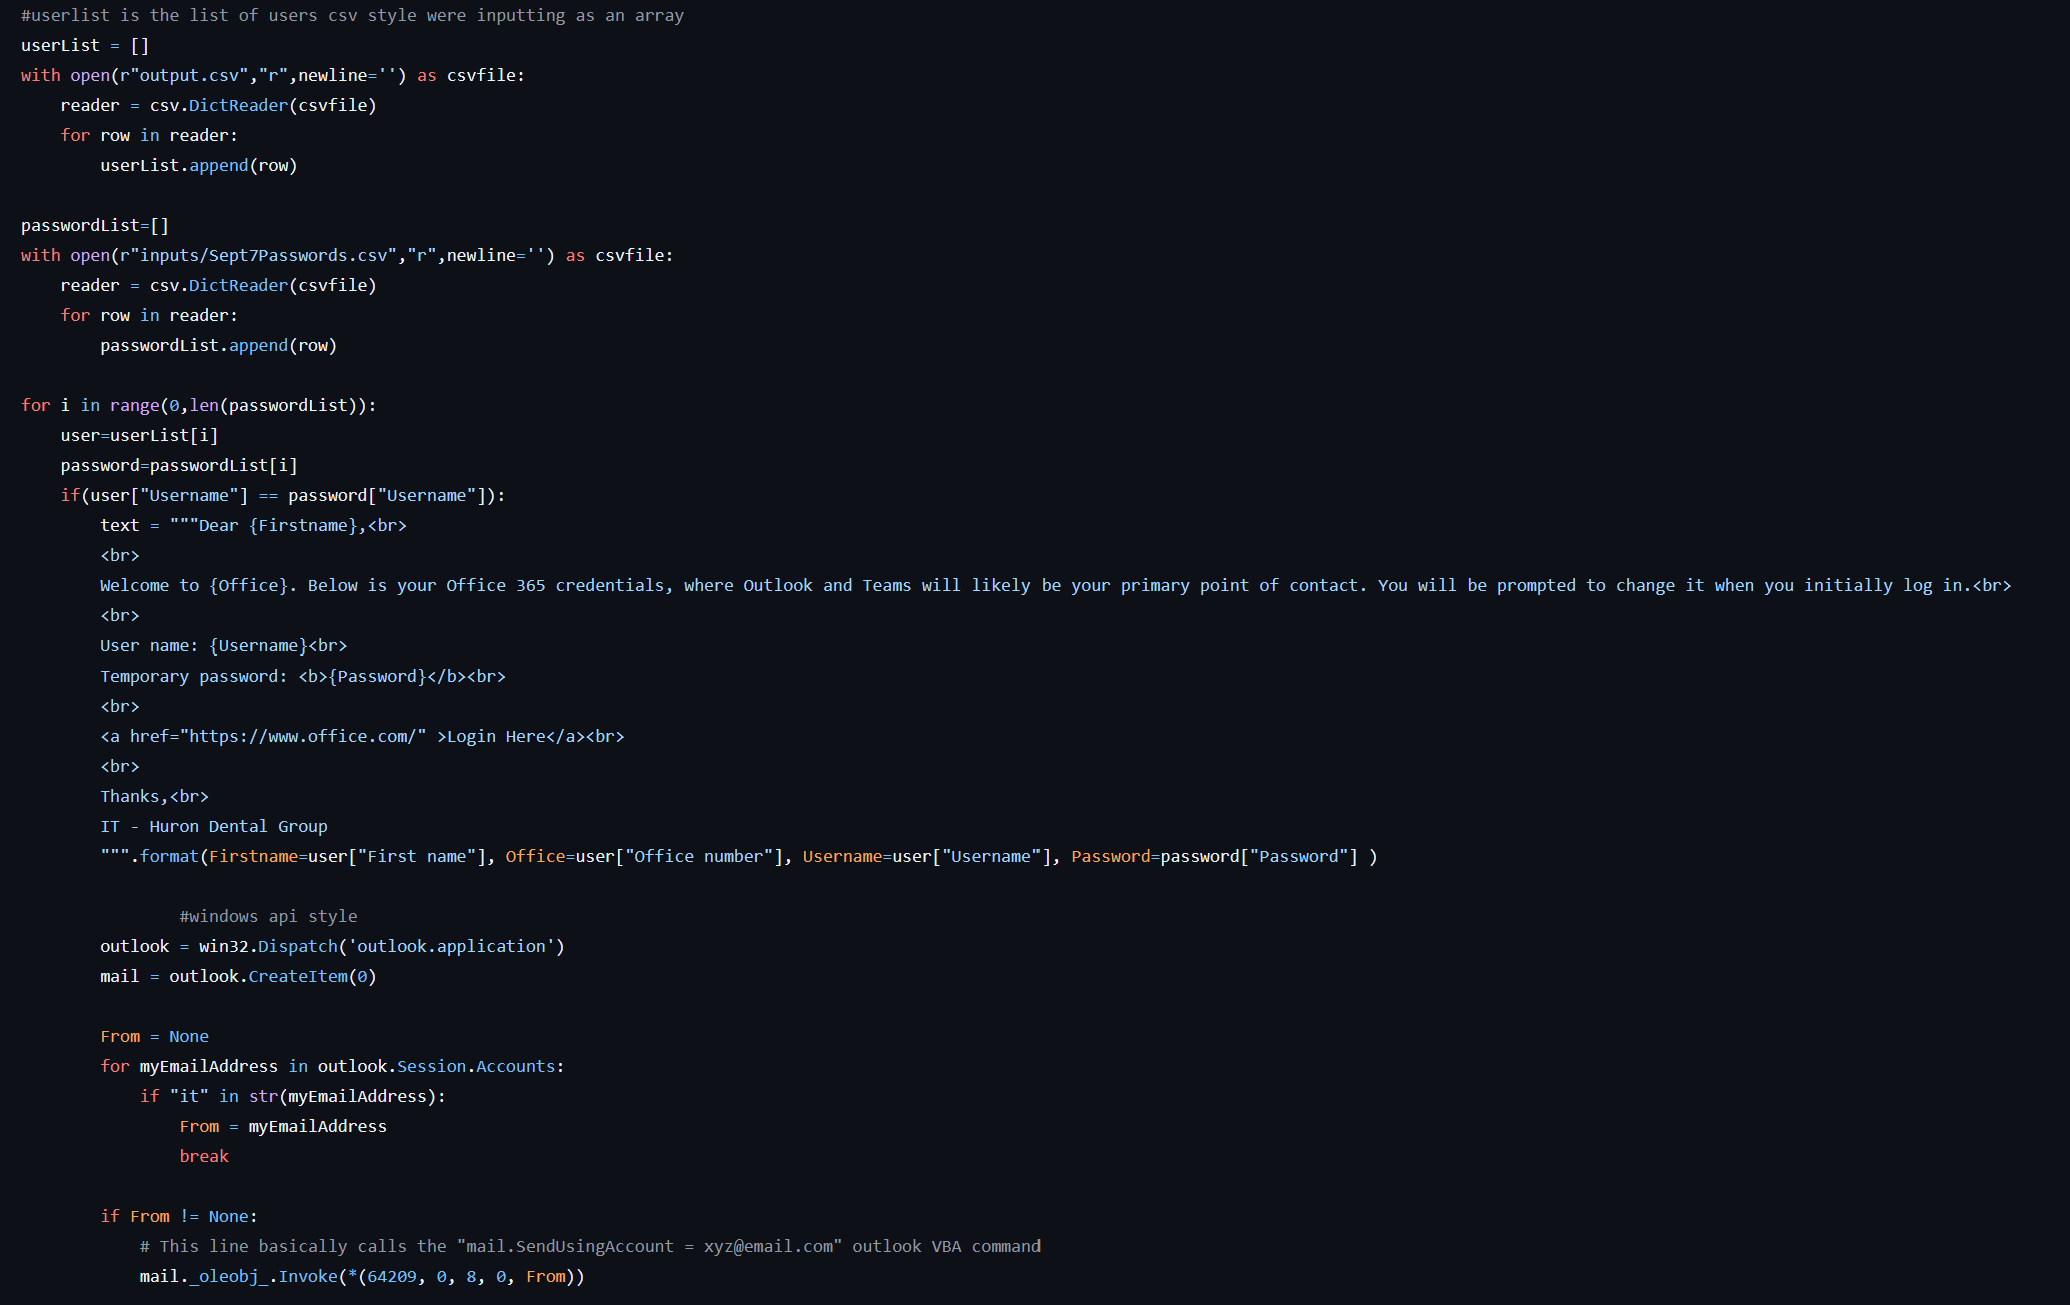 #userlist is the list of users csv style were inputting as an array
userList = []
with open(r"output.csv","r",newline='') as csvfile:
    reader = csv.DictReader(csvfile)
    for row in reader:
        userList.append(row)

passwordList=[]
with open(r"inputs/Sept7Passwords.csv","r",newline='') as csvfile:
    reader = csv.DictReader(csvfile)
    for row in reader:
        passwordList.append(row)

for i in range(0,len(passwordList)):
    user=userList[i]
    password=passwordList[i]
    if(user["Username"] == password["Username"]):
        text = """Dear {Firstname},<br>
        <br>
        Welcome to {Office}. Below is your Office 365 credentials, where Outlook and Teams will likely be your primary point of contact. You will be prompted to change it when you initially log in.<br>
        <br>
        User name: {Username}<br>
        Temporary password: <b>{Password}</b><br>
        <br>
        <a href="https://www.office.com/" >Login Here</a><br>
        <br>
        Thanks,<br>
        IT - Huron Dental Group
        """.format(Firstname=user["First name"], Office=user["Office number"], Username=user["Username"], Password=password["Password"] )

                #windows api style
        outlook = win32.Dispatch('outlook.application')
        mail = outlook.CreateItem(0)

        From = None
        for myEmailAddress in outlook.Session.Accounts:
            if "it" in str(myEmailAddress):
                From = myEmailAddress
                break

        if From != None:
            # This line basically calls the "mail.SendUsingAccount = xyz@email.com" outlook VBA command
            mail._oleobj_.Invoke(*(64209, 0, 8, 0, From))